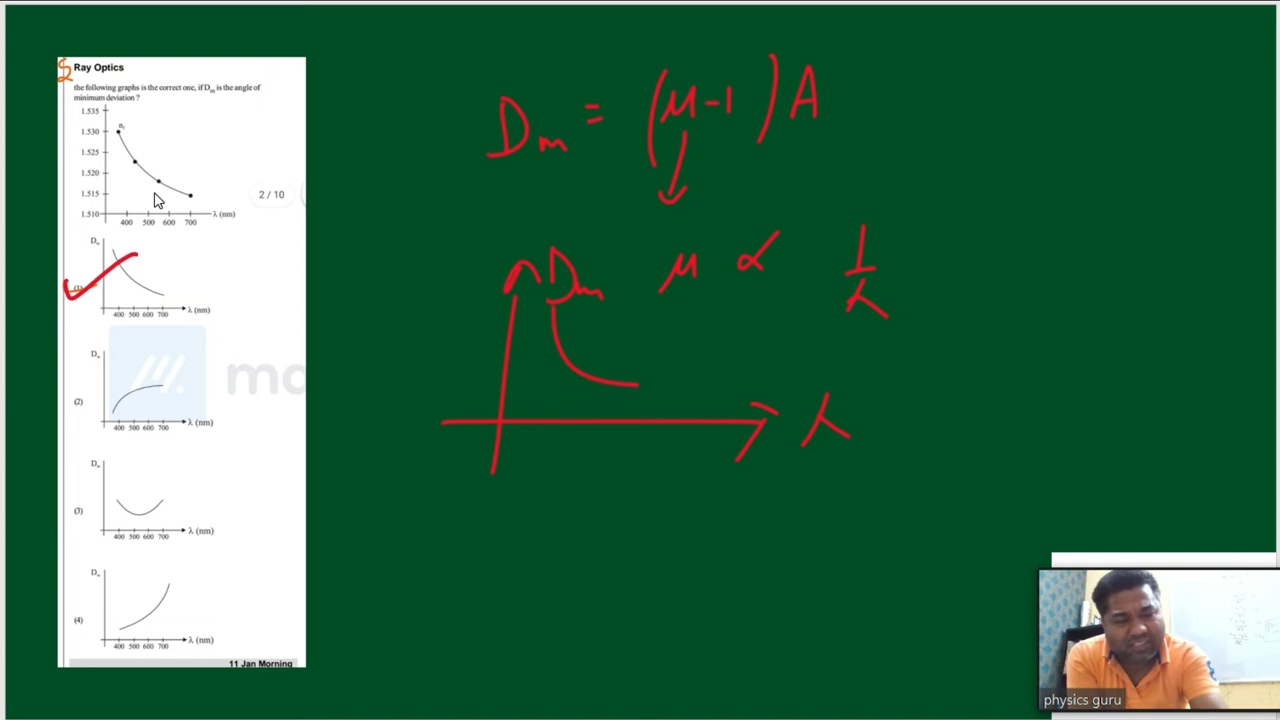 Ray Optics
the following graphs is the correct one, if Dm is the angle of
minimum deviation ?
1.535
1.530
1.525
1.520
1.515
1.510
400 500 600 700
λ (nm)
2 / 10
Dm
(1)
400 500 600 700
λ (nm)
Dm
(2)
400 500 600 700
λ (nm)
Dm
(3)
400 500 600 700
λ (nm)
Dm
(4)
400 500 600 700
λ (nm)
11 Jan Morning
Dm = (μ-1) A
Dm μ ∝ 1/λ
λ
physics guru